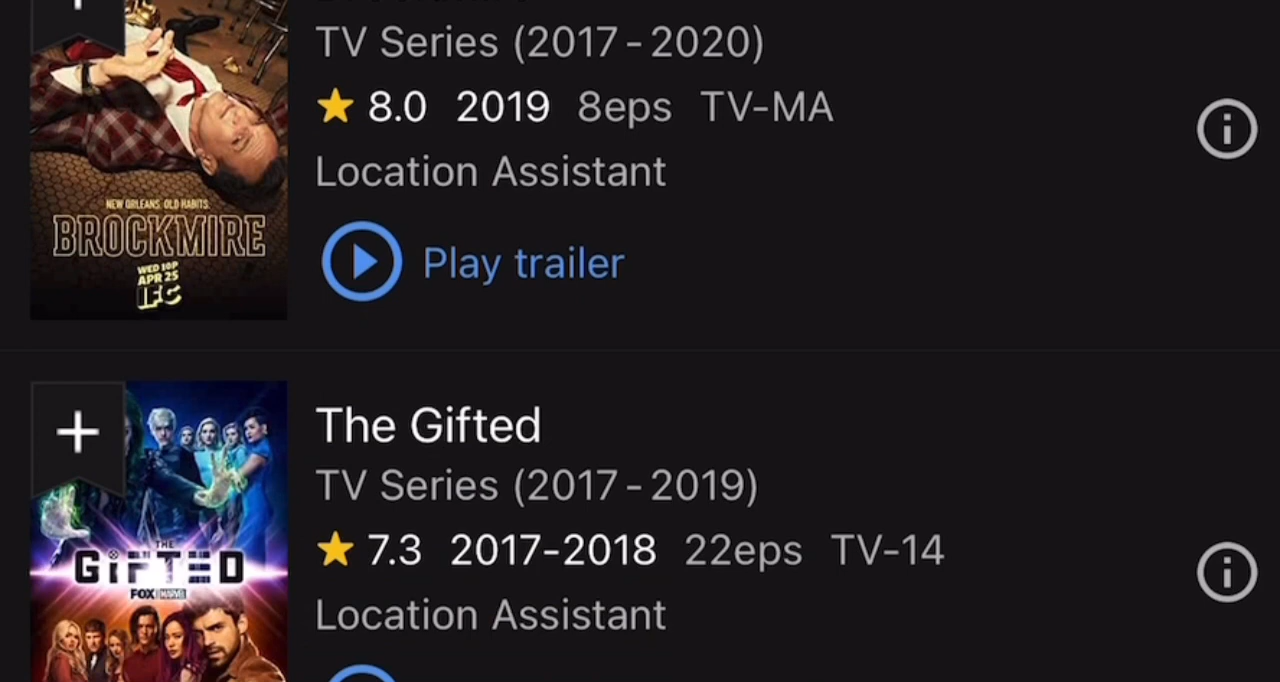 TV Series (2017 - 2020)
8.0 2019 8eps TV-MA
Location Assistant
Play trailer
NEW ORLEANS. OLD HABITS.
BROCKMIRE
WED 10P
APR 25
IFC
The Gifted
TV Series (2017 - 2019)
7.3 2017-2018 22eps TV-14
Location Assistant
THE
GIFTED
FOX MARVEL